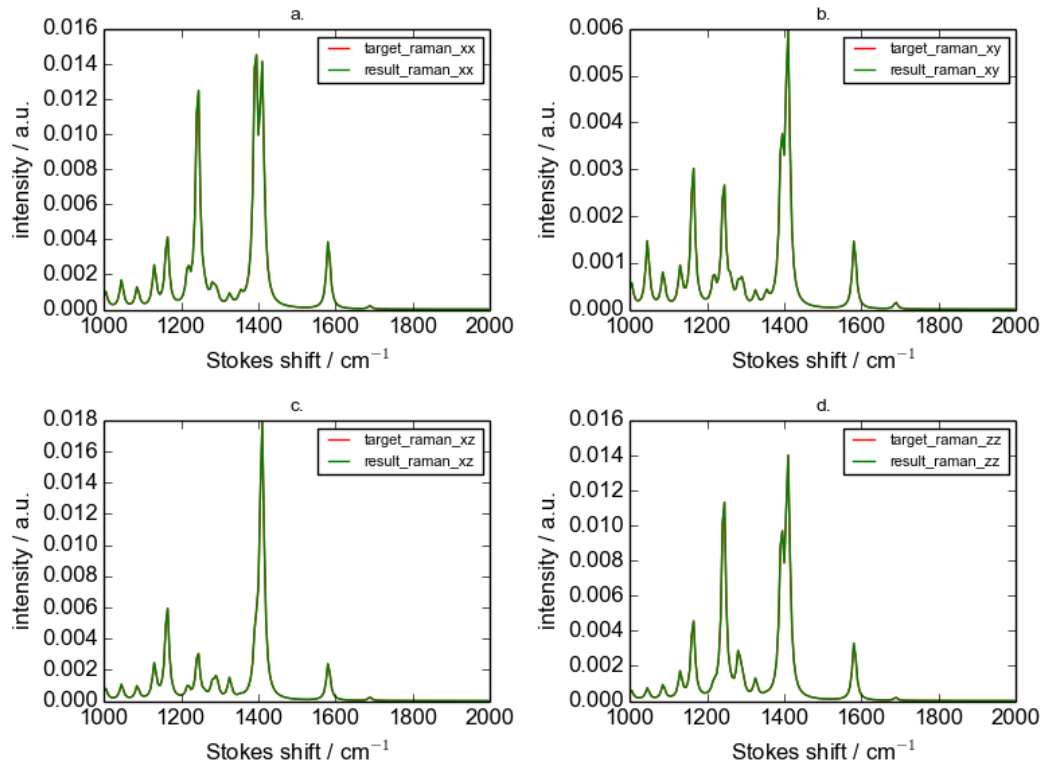 a.
0.016
0.014
0.012
0.010
0.008
0.006
0.004
0.002
0.000
intensity / a.u.
target_raman_xx
result_raman_xx
1000 1200 1400 1600 1800 2000
Stokes shift / cm⁻¹
b.
0.006
0.005
0.004
0.003
0.002
0.001
0.000
intensity / a.u.
target_raman_xy
result_raman_xy
1000 1200 1400 1600 1800 2000
Stokes shift / cm⁻¹
c.
0.018
0.016
0.014
0.012
0.010
0.008
0.006
0.004
0.002
0.000
intensity / a.u.
target_raman_xz
result_raman_xz
1000 1200 1400 1600 1800 2000
Stokes shift / cm⁻¹
d.
0.016
0.014
0.012
0.010
0.008
0.006
0.004
0.002
0.000
intensity / a.u.
target_raman_zz
result_raman_zz
1000 1200 1400 1600 1800 2000
Stokes shift / cm⁻¹